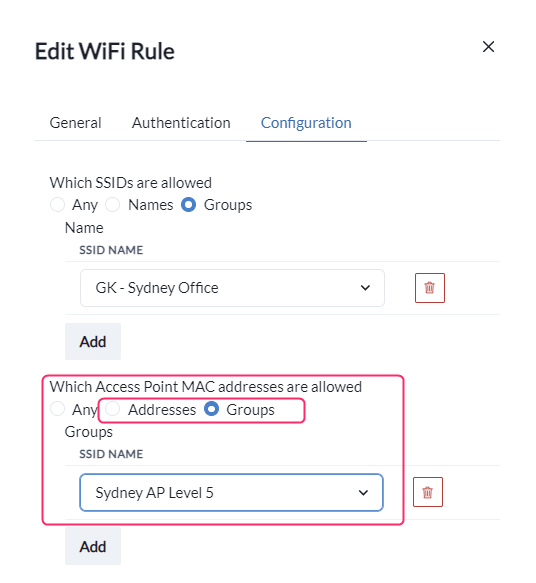 Edit WiFi Rule
General Authentication Configuration
Which SSIDs are allowed
Any Names Groups
Name
SSID NAME
GK - Sydney Office
Add
Which Access Point MAC addresses are allowed
Any Addresses Groups
Groups
SSID NAME
Sydney AP Level 5
Add